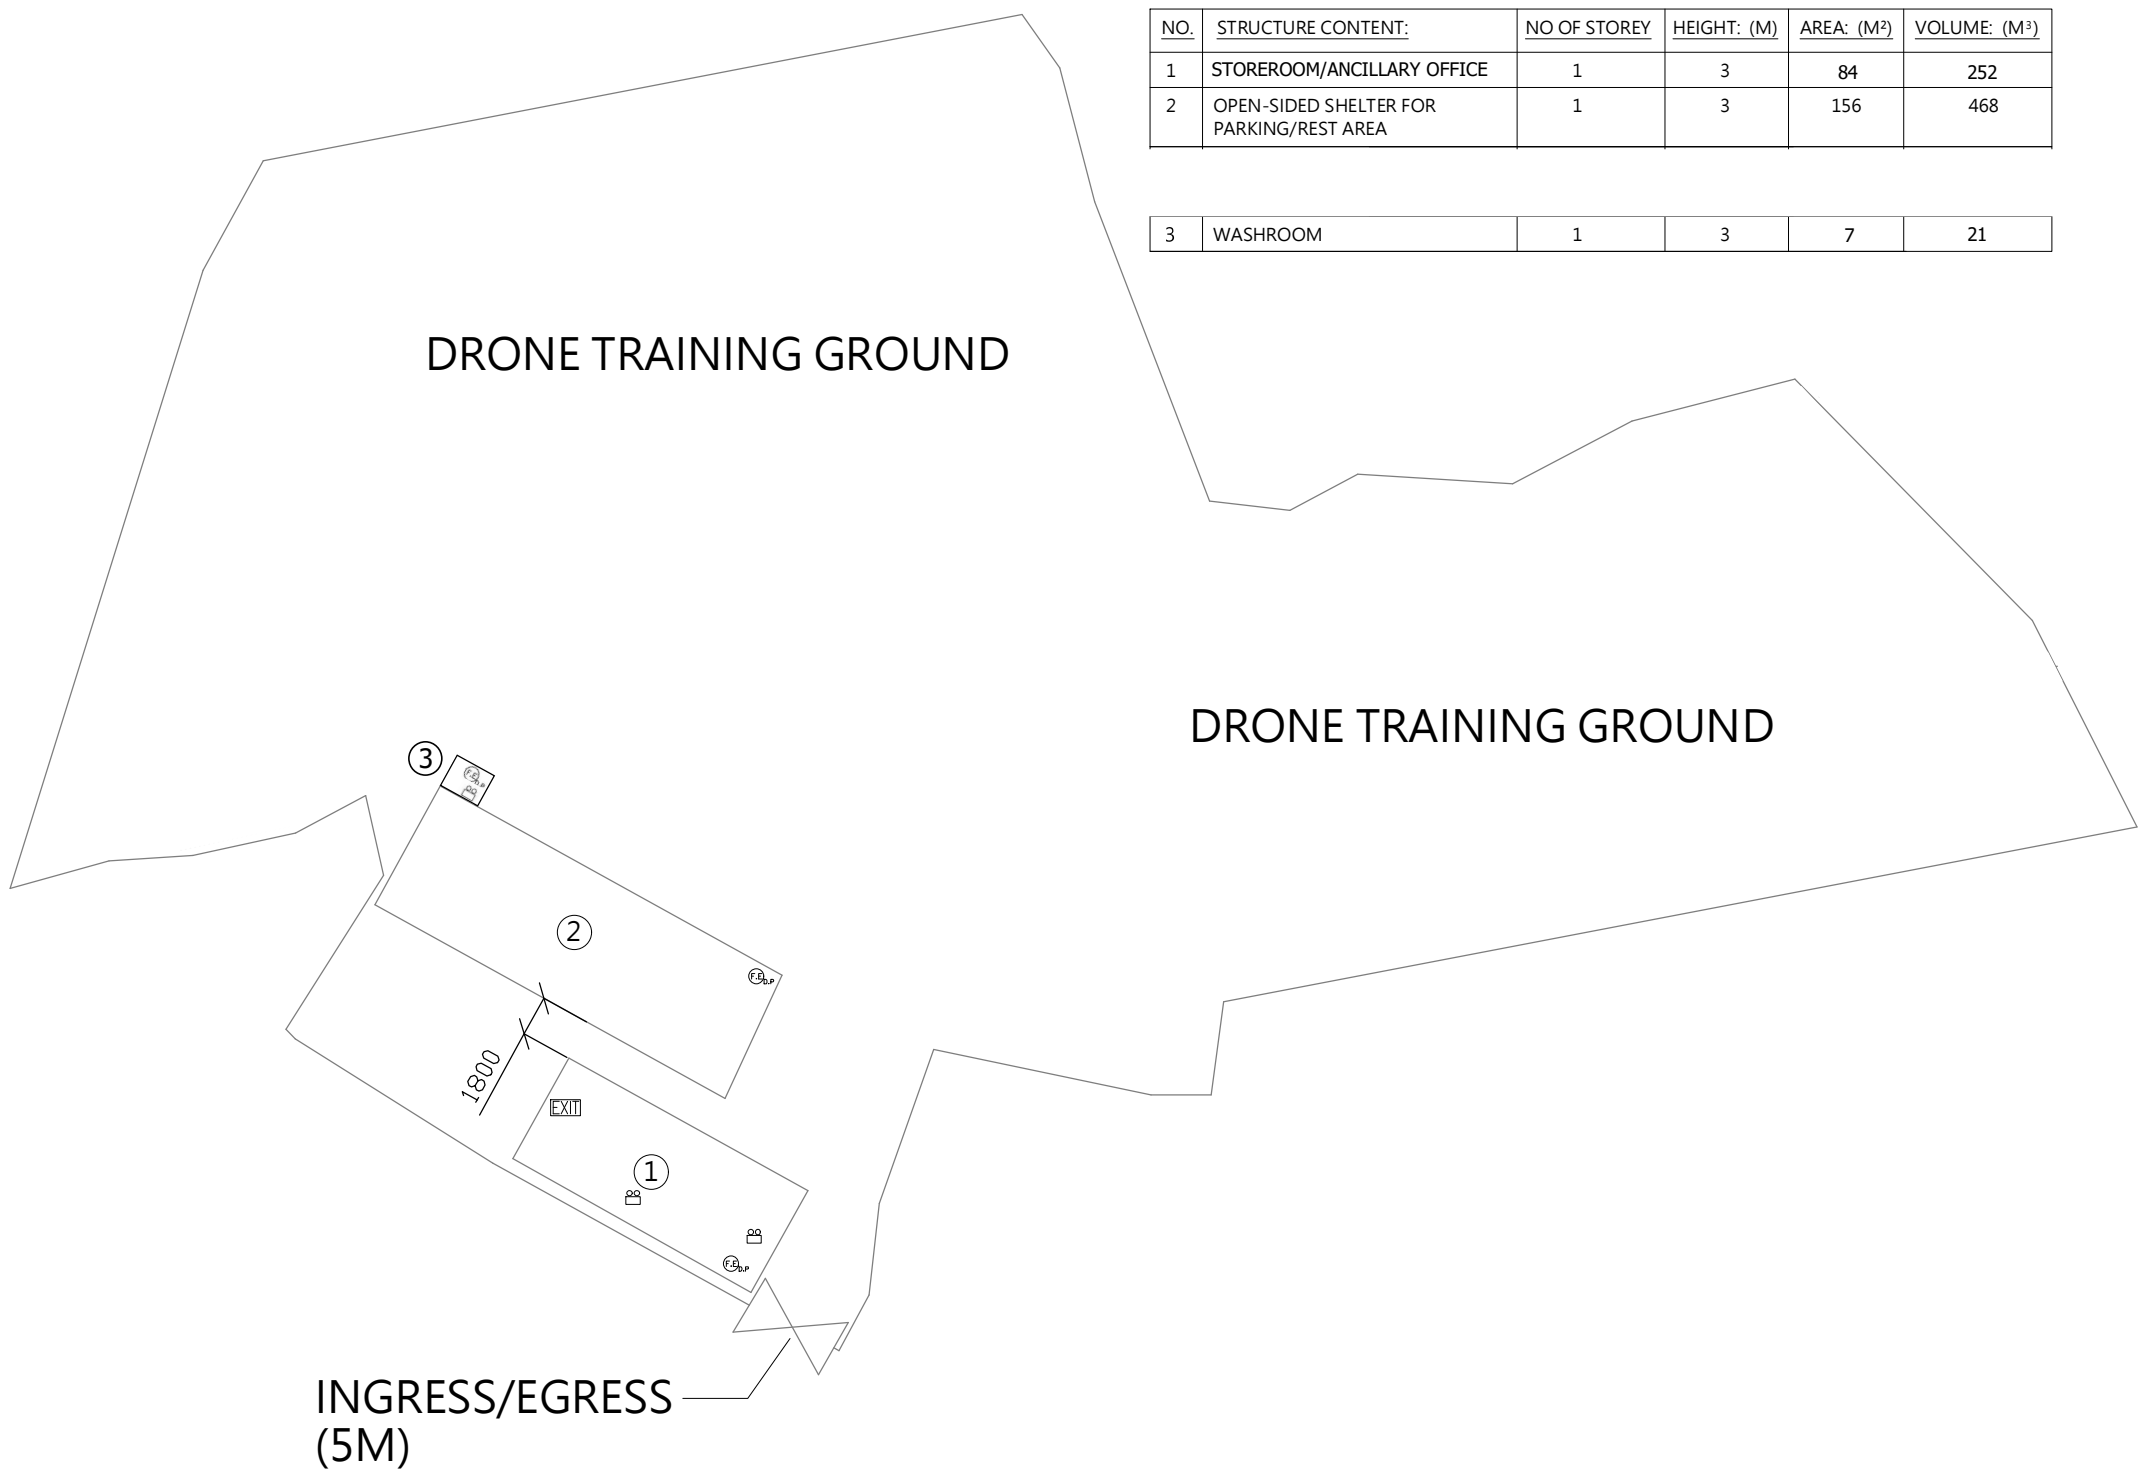 NO. STRUCTURE CONTENT: NO OF STOREY HEIGHT: (M) AREA: (M²) VOLUME: (M³)
1 STOREROOM/ANCILLARY OFFICE 1 3 84 252
2 OPEN-SIDED SHELTER FOR 1 3 156 468
PARKING/REST AREA
3 WASHROOM 1 3 7 21
DRONE TRAINING GROUND
DRONE TRAINING GROUND
3
F.E.
D.P
2
F.E.
D.P
1800
EXIT
1
F.E.
D.P
INGRESS/EGRESS
(5M)